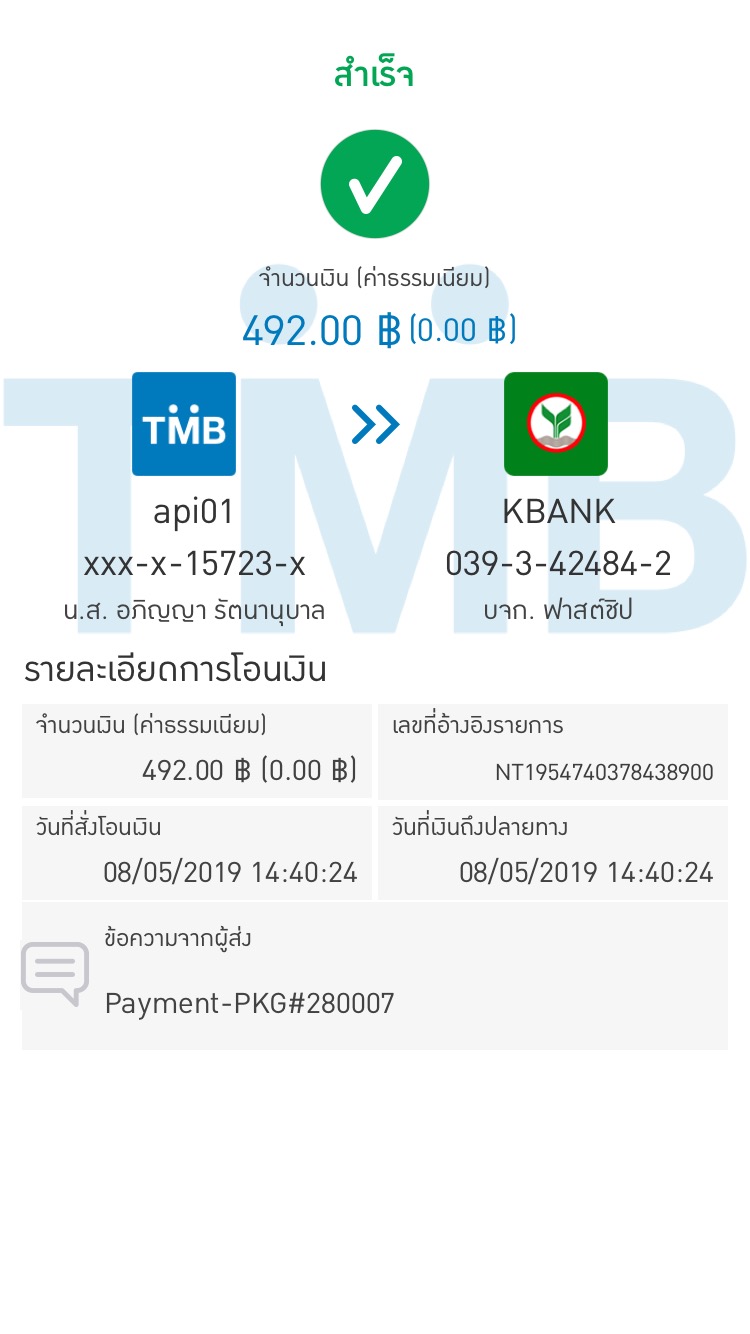 สำเร็จ
จำนวนเงิน (ค่าธรรมเนียม)
492.00 ฿ (0.00 ฿)
TMB
TMB
api01
KBANK
xxx-x-15723-x
039-3-42484-2
น.ส. อภิญญา รัตนานุบาล
บจก. ฟาสต์ชิป
รายละเอียดการโอนเงิน
จำนวนเงิน (ค่าธรรมเนียม)
492.00 ฿ (0.00 ฿)
เลขที่อ้างอิงรายการ
NT1954740378438900
วันที่สั่งโอนเงิน
08/05/2019 14:40:24
วันที่เงินถึงปลายทาง
08/05/2019 14:40:24
ข้อความจากผู้ส่ง
Payment-PKG#280007